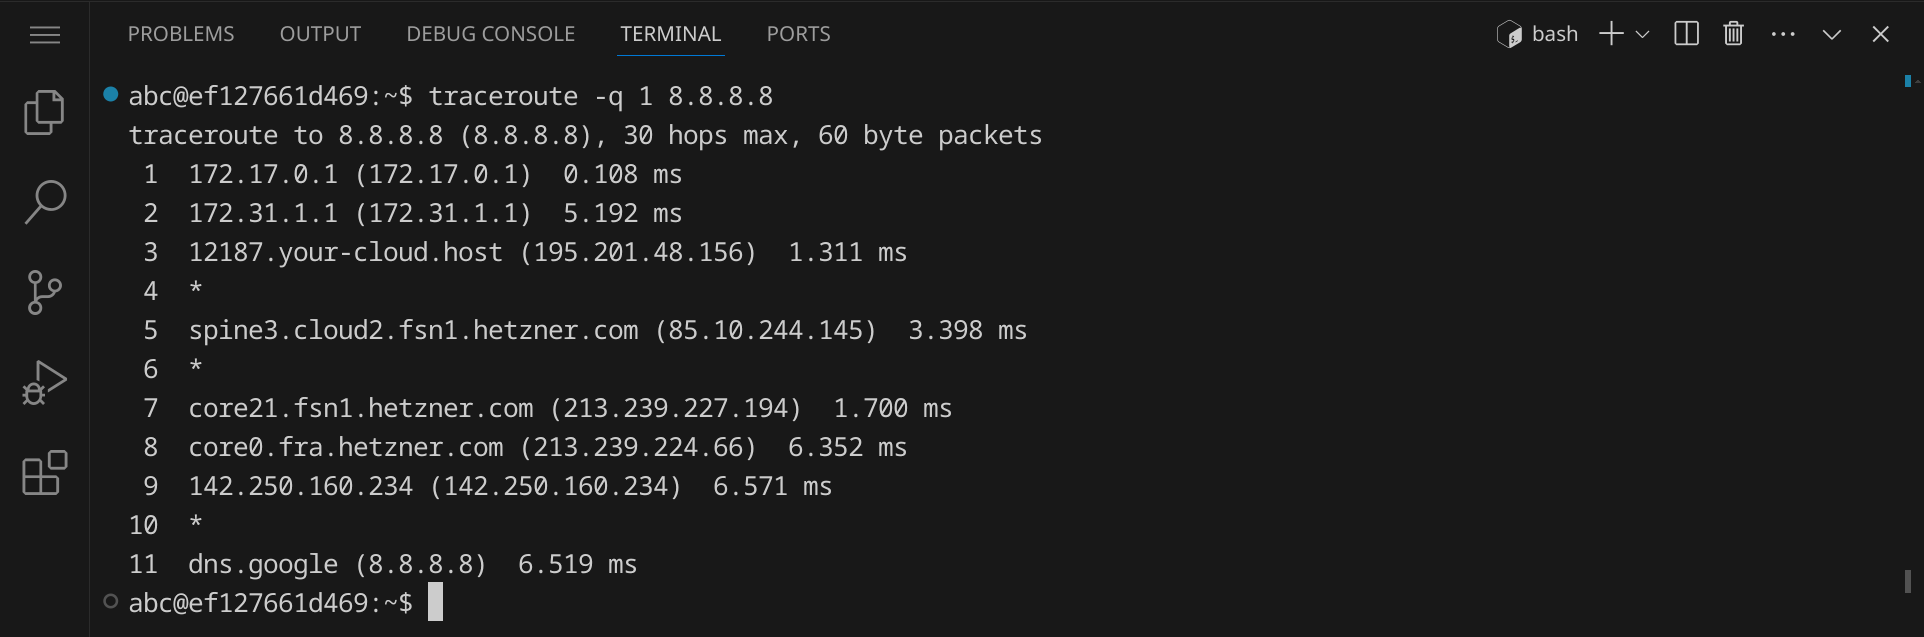 PROBLEMS OUTPUT DEBUG CONSOLE TERMINAL PORTS bash
abc@ef127661d469:~$ traceroute -q 1 8.8.8.8
traceroute to 8.8.8.8 (8.8.8.8), 30 hops max, 60 byte packets
 1  172.17.0.1 (172.17.0.1)  0.108 ms
 2  172.31.1.1 (172.31.1.1)  5.192 ms
 3  12187.your-cloud.host (195.201.48.156)  1.311 ms
 4  *
 5  spine3.cloud2.fsn1.hetzner.com (85.10.244.145)  3.398 ms
 6  *
 7  core21.fsn1.hetzner.com (213.239.227.194)  1.700 ms
 8  core0.fra.hetzner.com (213.239.224.66)  6.352 ms
 9  142.250.160.234 (142.250.160.234)  6.571 ms
10  *
11  dns.google (8.8.8.8)  6.519 ms
abc@ef127661d469:~$